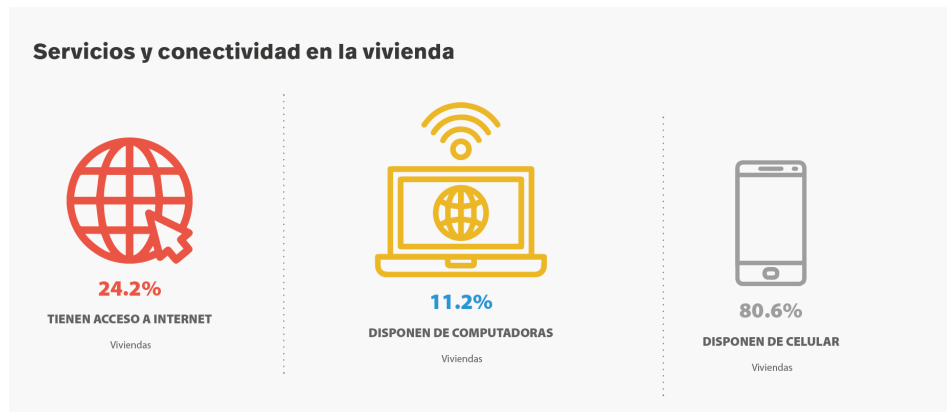 Servicios y conectividad en la vivienda
24.2%
TIENEN ACCESO A INTERNET
Viviendas
11.2%
DISPONEN DE COMPUTADORAS
Viviendas
80.6%
DISPONEN DE CELULAR
Viviendas